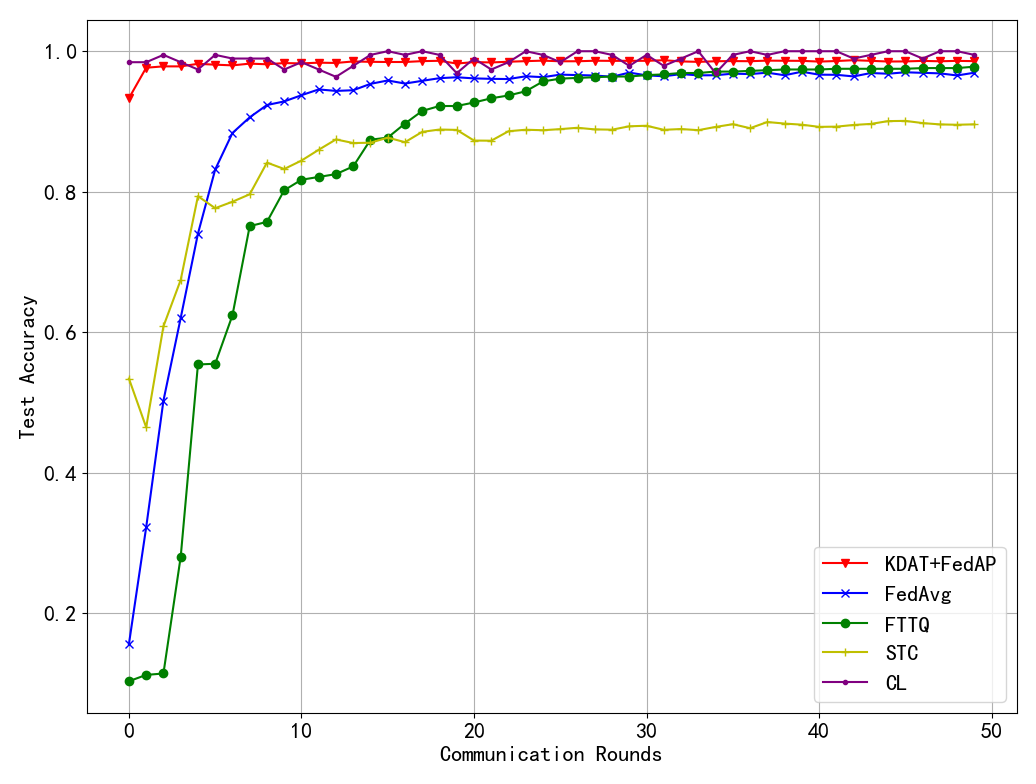 1.0
0.8
0.6
0.4
0.2
Test Accuracy
0 10 20 30 40 50
Communication Rounds
KDAT+FedAP
FedAvg
FTTQ
STC
CL